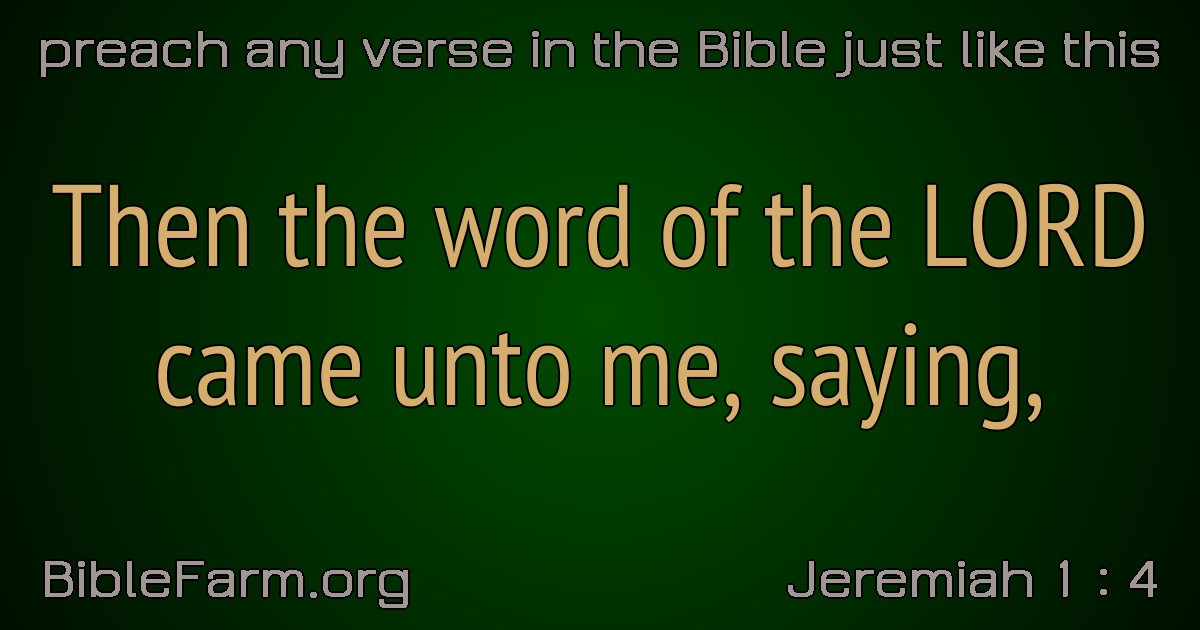 preach any verse in the Bible just like this
Then the word of the LORD
came unto me, saying,
BibleFarm.org
Jeremiah 1 : 4